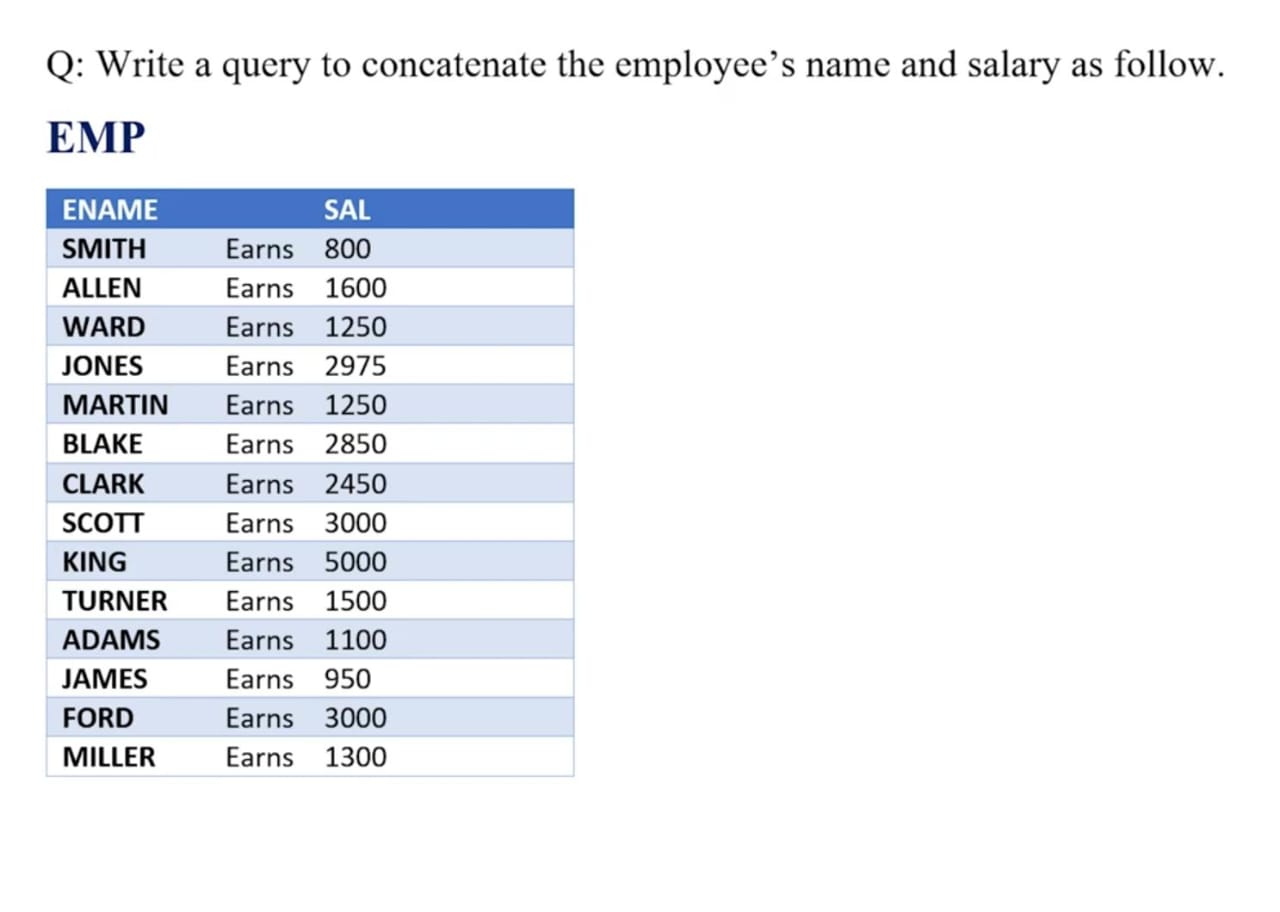 Q: Write a query to concatenate the employee’s name and salary as follow.
EMP
ENAME SAL
SMITH Earns 800
ALLEN Earns 1600
WARD Earns 1250
JONES Earns 2975
MARTIN Earns 1250
BLAKE Earns 2850
CLARK Earns 2450
SCOTT Earns 3000
KING Earns 5000
TURNER Earns 1500
ADAMS Earns 1100
JAMES Earns 950
FORD Earns 3000
MILLER Earns 1300